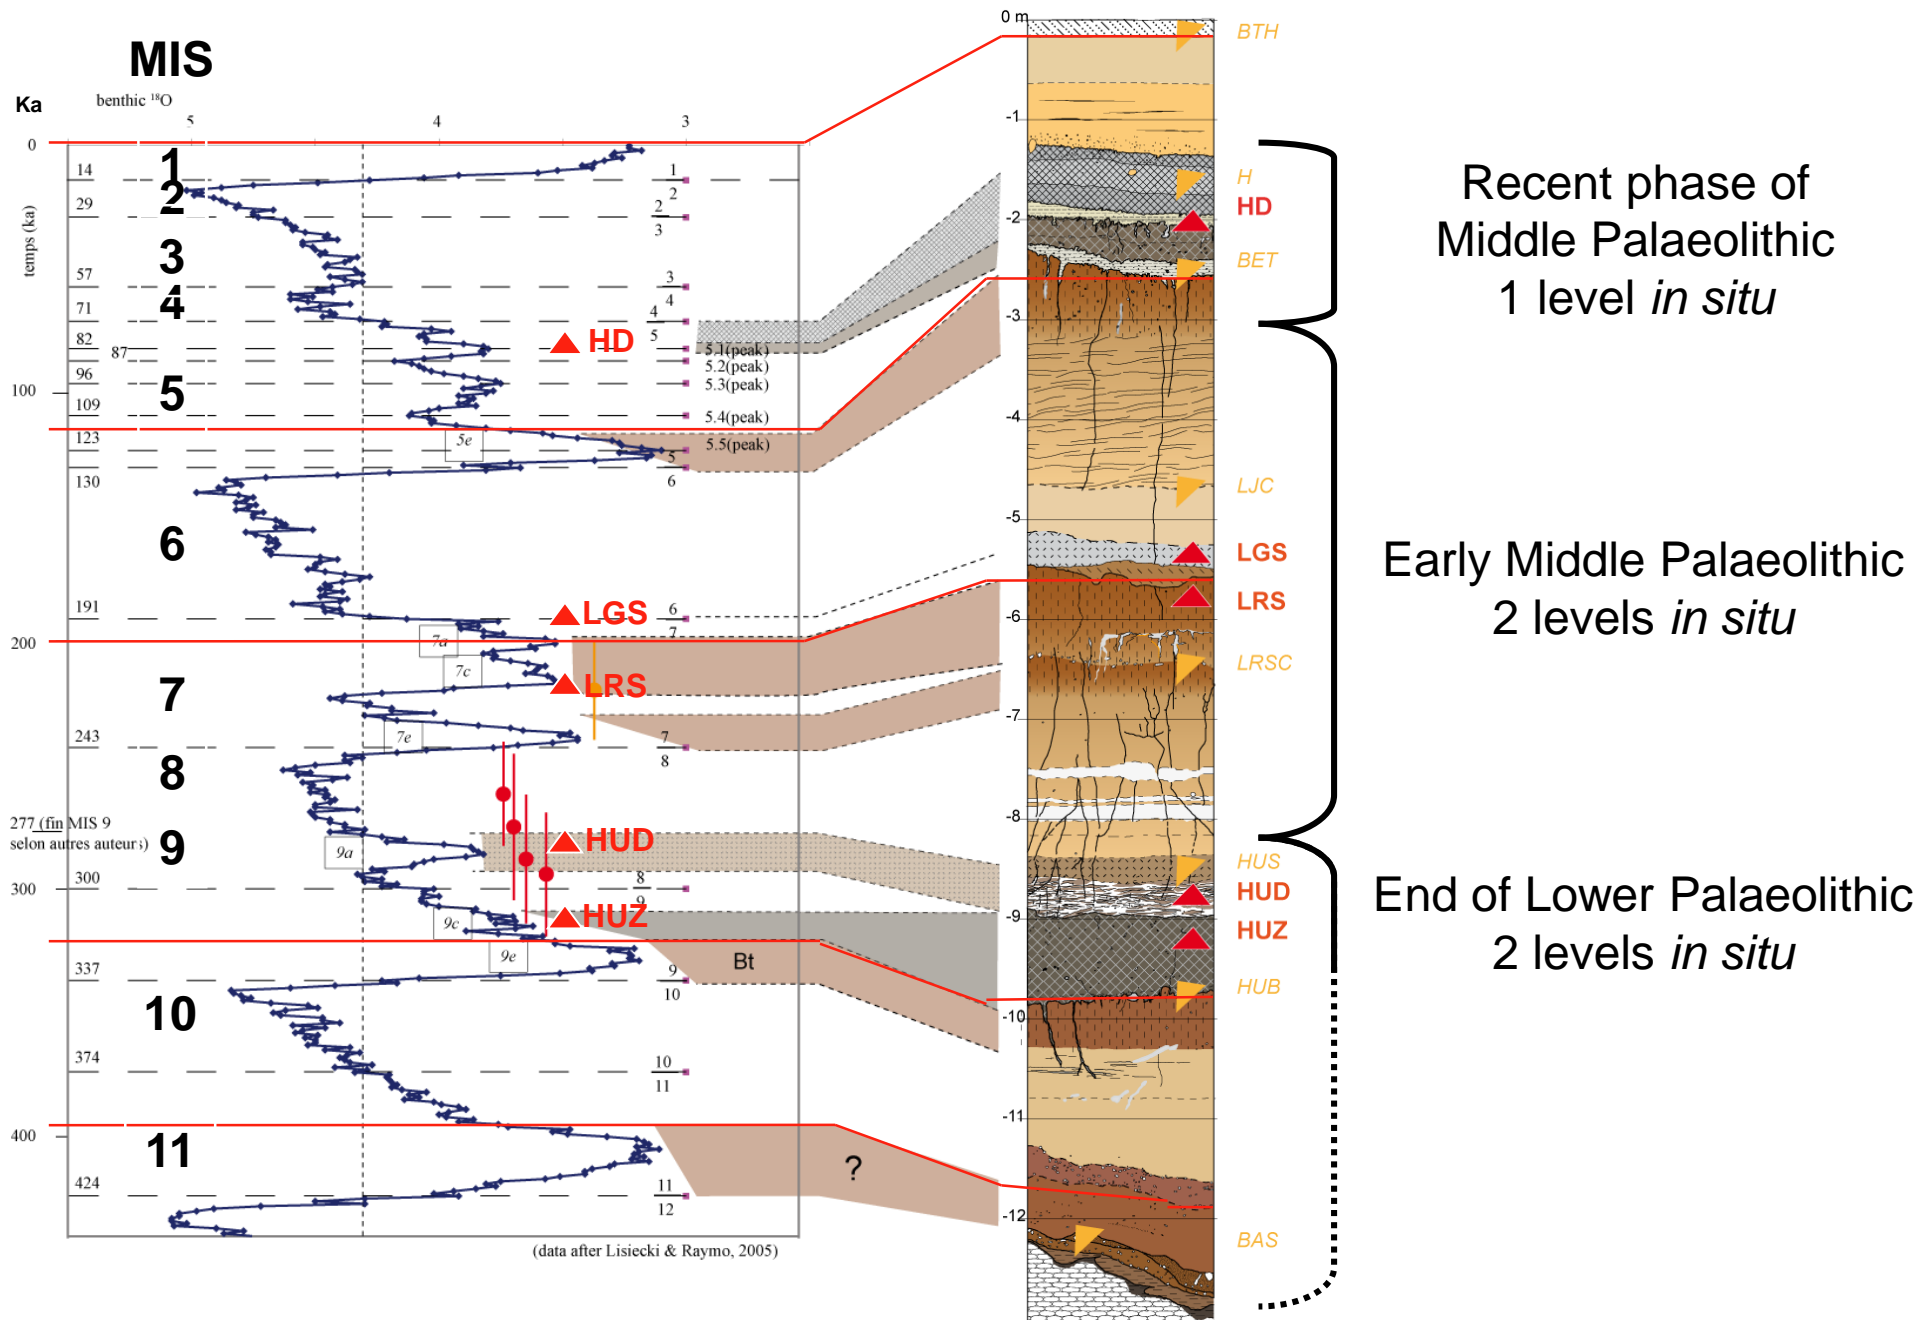 MIS
Ka
benthic ¹⁸O
5
4
3
temps (ka)
0
100
200
300
400
14
29
57
71
82
87
96
109
123
130
191
243
277 (fin MIS 9
selon autres auteurs)
300
337
374
424
1
2
3
4
5
6
7
8
9
10
11
5e
7a
7c
7e
9a
9c
9e
1
2
2
3
3
4
4
5
5.1(peak)
5.2(peak)
5.3(peak)
5.4(peak)
5.5(peak)
5
6
6
7
7
8
8
9
9
10
10
11
11
12
HD
LGS
LRS
HUD
HUZ
Bt
?
(data after Lisiecki & Raymo, 2005)
0 m
-1
-2
-3
-4
-5
-6
-7
-8
-9
-10
-11
-12
BTH
H
HD
BET
LJC
LGS
LRS
LRSC
HUS
HUD
HUZ
HUB
BAS
Recent phase of
Middle Palaeolithic
1 level in situ
Early Middle Palaeolithic
2 levels in situ
End of Lower Palaeolithic
2 levels in situ